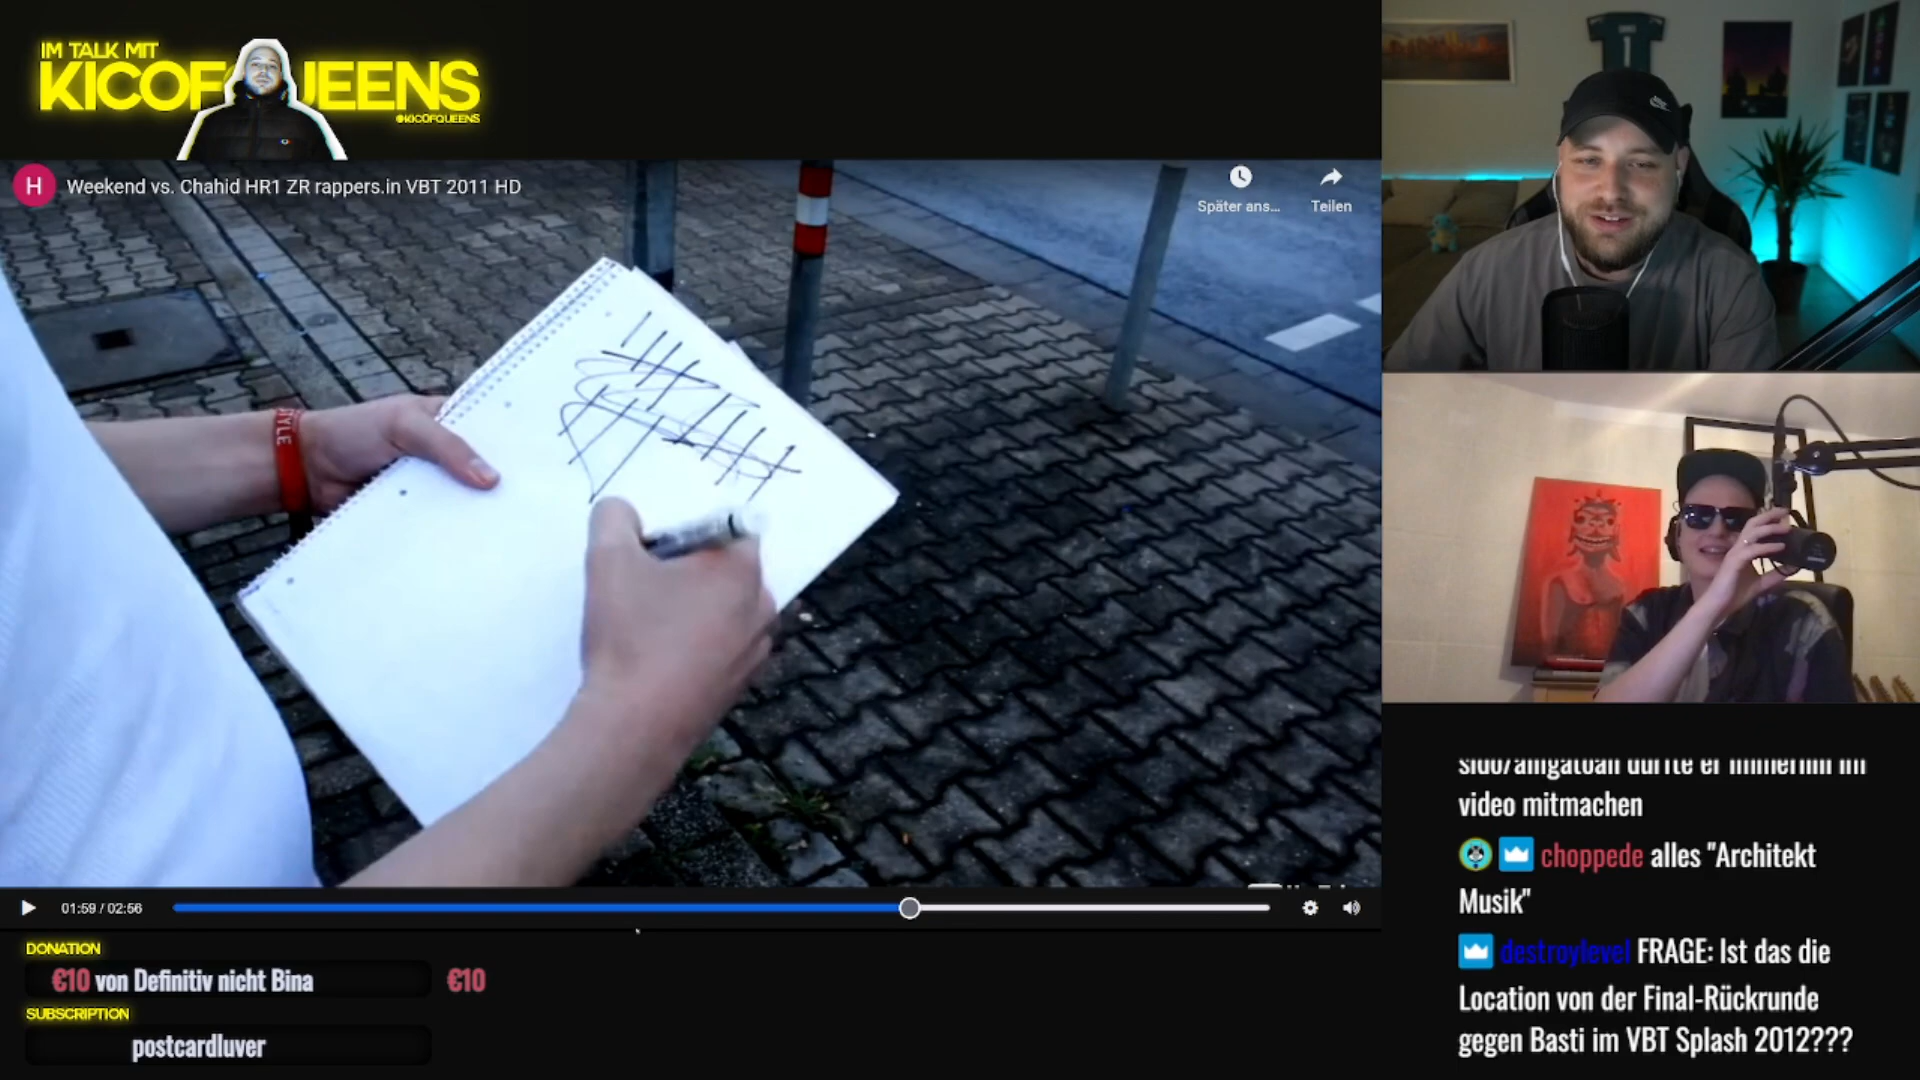 IM TALK MIT
KICOFQUEENS
@KICOFQUEENS
H Weekend vs. Chahid HR1 ZR rappers.in VBT 2011 HD
Später ans...
Teilen
STYLE
01:59 / 02:56
DONATION
€10 von Definitiv nicht Bina €10
SUBSCRIPTION
postcardluver
video mitmachen
choppede alles "Architekt
Musik"
destroylevel FRAGE: Ist das die
Location von der Final-Rückrunde
gegen Basti im VBT Splash 2012???